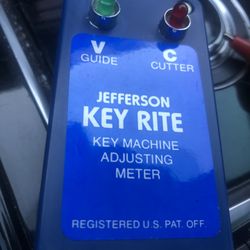 V C
GUIDE CUTTER
JEFFERSON
KEY RITE
KEY MACHINE
ADJUSTING
METER
REGISTERED U.S. PAT. OFF